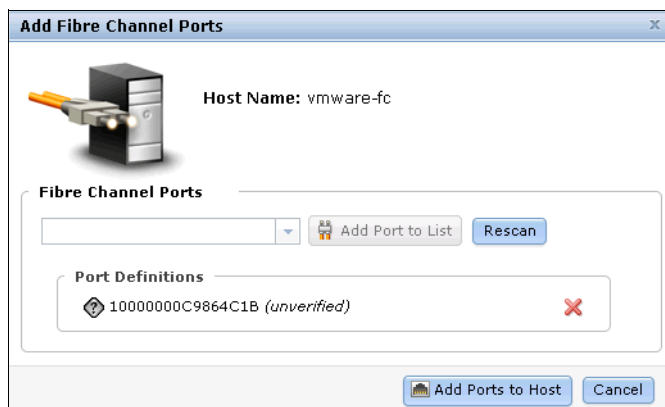 Add Fibre Channel Ports
x
Host Name: vmware-fc
Fibre Channel Ports
Add Port to List
Rescan
Port Definitions
10000000C9864C1B (unverified)
Add Ports to Host
Cancel